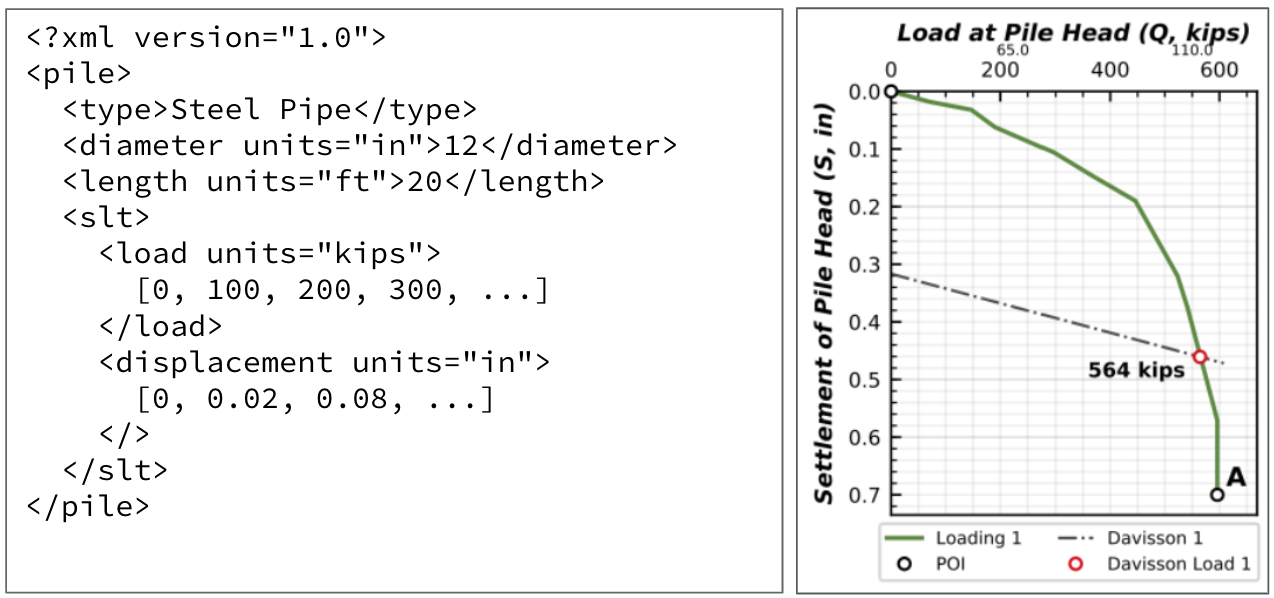 <?xml version="1.0">
<pile>
<type>Steel Pipe</type>
<diameter units="in">12</diameter>
<length units="ft">20</length>
<slt>
<load units="kips">
[0, 100, 200, 300, ...]
</load>
<displacement units="in">
[0, 0.02, 0.08, ...]
</>
</slt>
</pile>
Load at Pile Head (Q, kips)
65.0 110.0
0 200 400 600
Settlement of Pile Head (S, in)
0.0
0.1
0.2
0.3
0.4
0.5
0.6
0.7
564 kips
A
Loading 1 Davisson 1
POI Davisson Load 1